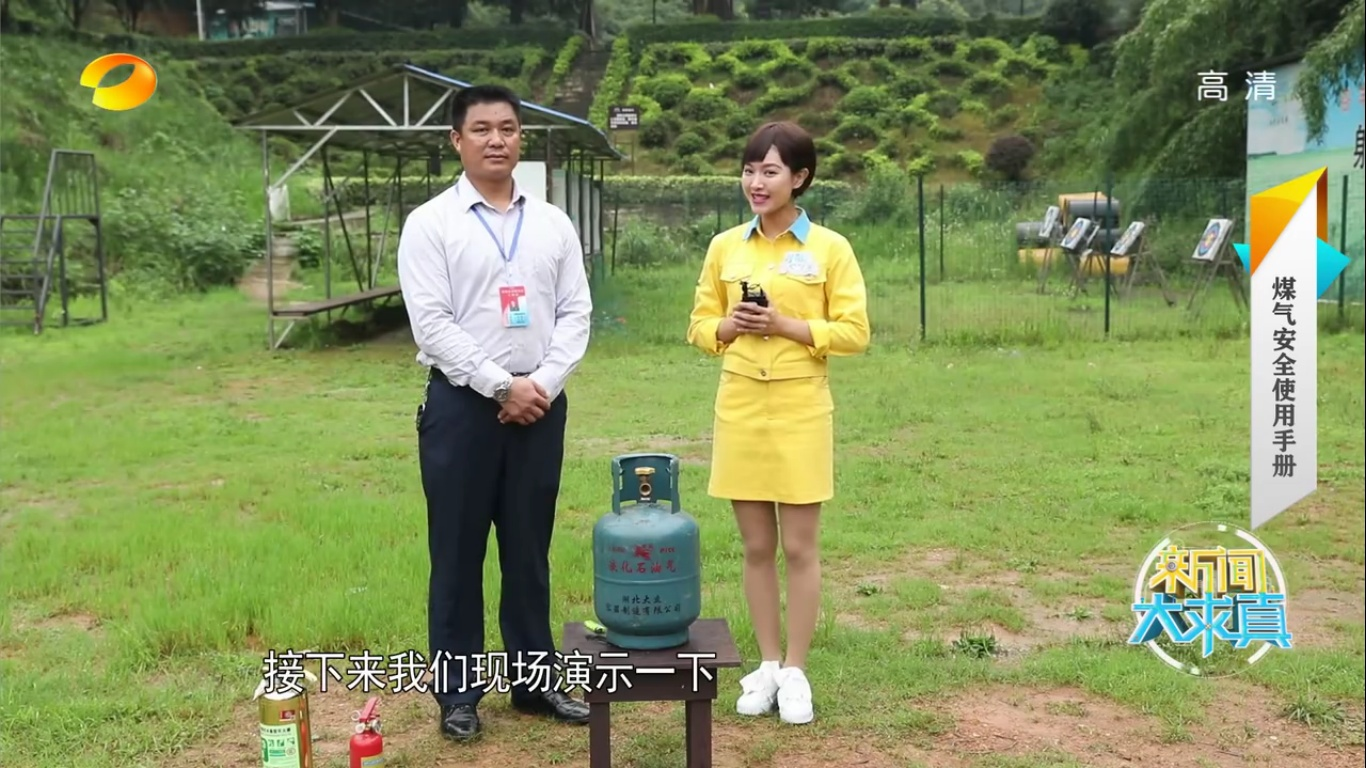 高清
煤气安全使用手册
液化石油气
新闻
大求真
接下来我们现场演示一下